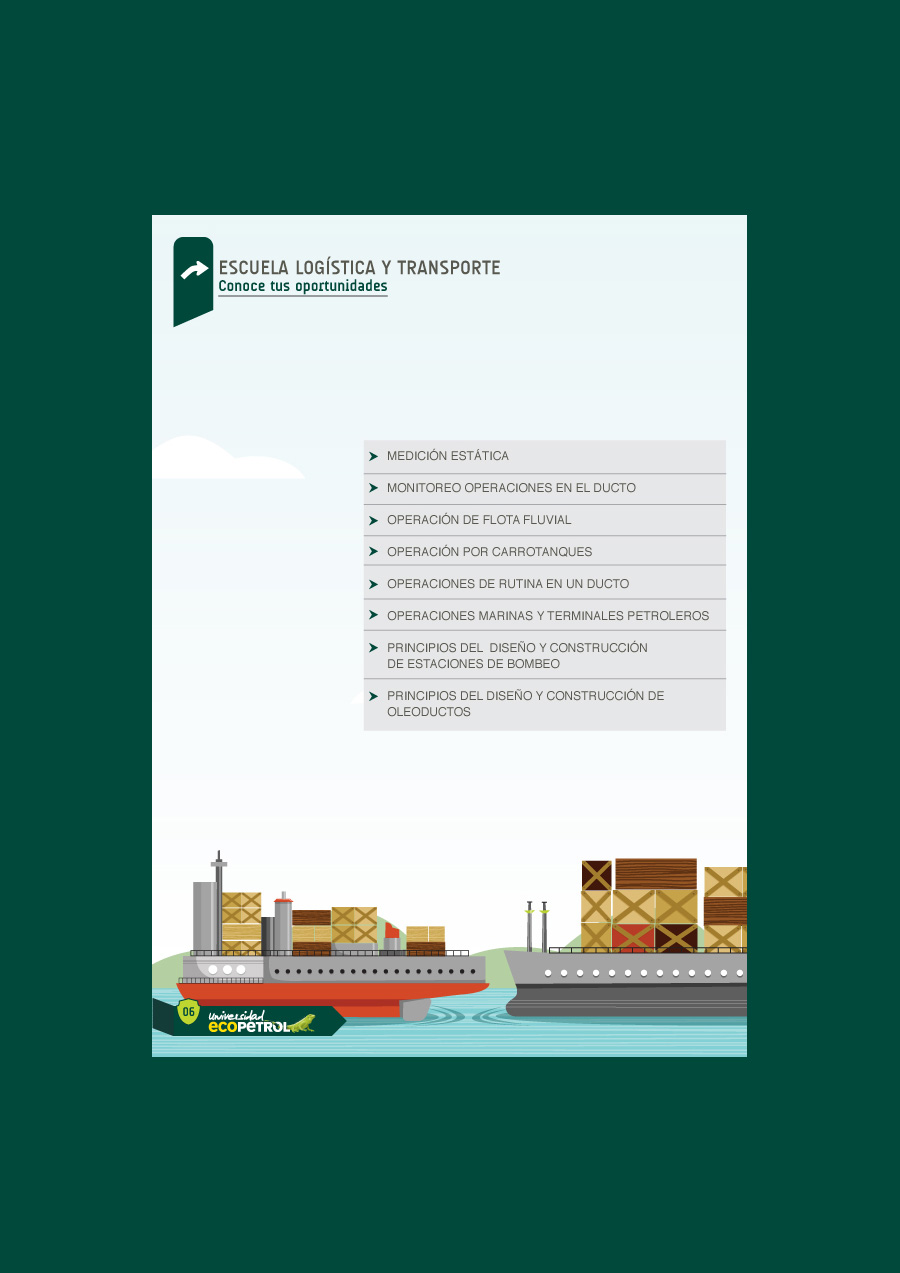 ESCUELA LOGÍSTICA Y TRANSPORTE
Conoce tus oportunidades
MEDICIÓN ESTÁTICA
MONITOREO OPERACIONES EN EL DUCTO
OPERACIÓN DE FLOTA FLUVIAL
OPERACIÓN POR CARROTANQUES
OPERACIONES DE RUTINA EN UN DUCTO
OPERACIONES MARINAS Y TERMINALES PETROLEROS
PRINCIPIOS DEL DISEÑO Y CONSTRUCCIÓN
DE ESTACIONES DE BOMBEO
PRINCIPIOS DEL DISEÑO Y CONSTRUCCIÓN DE
OLEODUCTOS
06
universidad
ECOPETROL